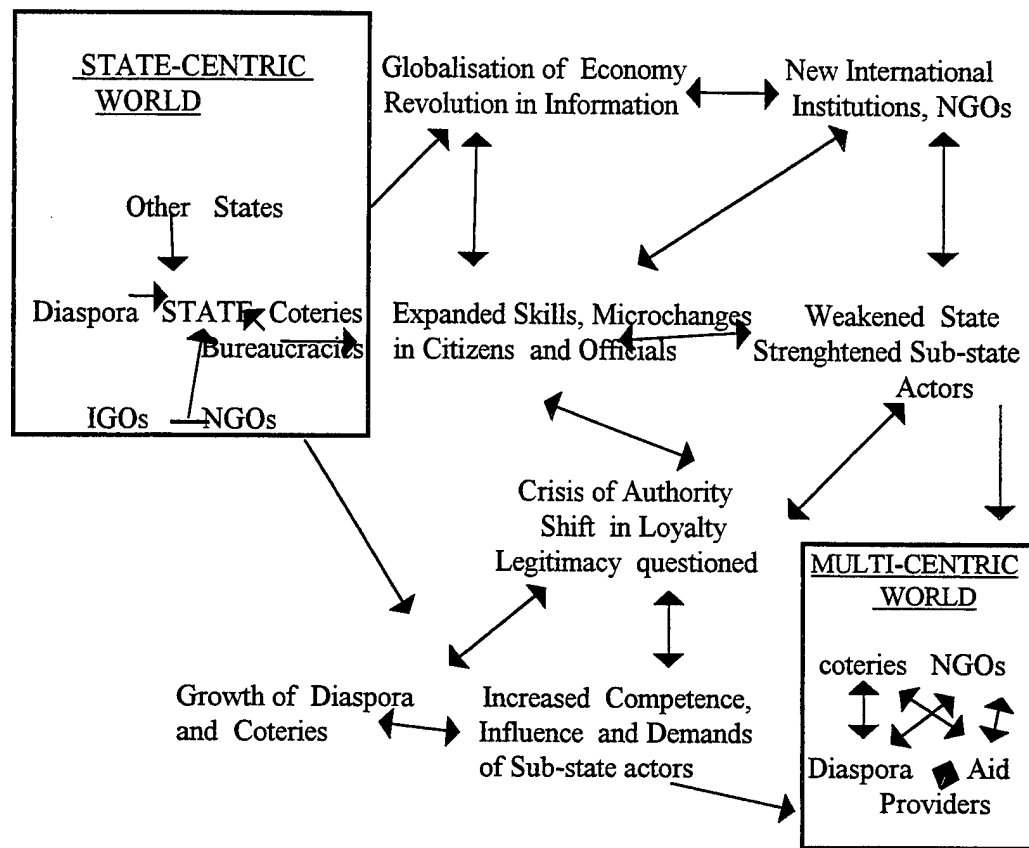 STATE-CENTRIC
WORLD
Other States
Diaspora STATE Coteries
Bureaucracies
IGOs NGOs
Globalisation of Economy
Revolution in Information
New International
Institutions, NGOs
Expanded Skills, Microchanges
in Citizens and Officials
Weakened State
Strenghtened Sub-state
Actors
Crisis of Authority
Shift in Loyalty
Legitimacy questioned
Growth of Diaspora
and Coteries
Increased Competence,
Influence and Demands
of Sub-state actors
MULTI-CENTRIC
WORLD
coteries NGOs
Diaspora Aid
Providers